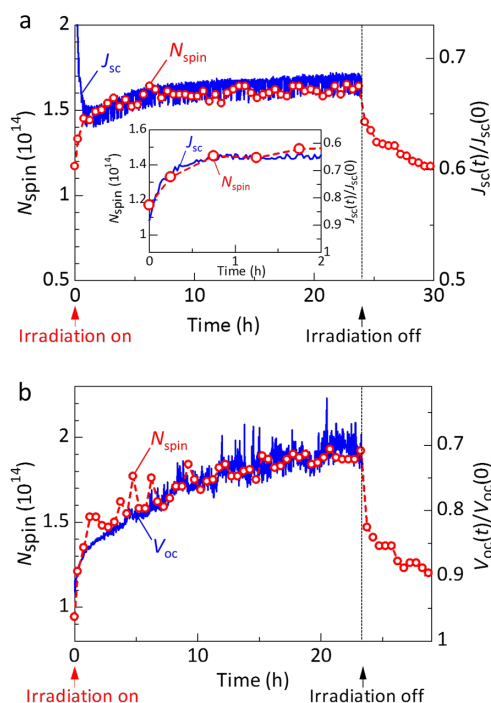 a
J_sc
N_spin
2
1.5
1
0.5
N_spin (10^14)
0.7
0.6
0.5
J_sc(t)/J_sc(0)
J_sc
N_spin
1.6
1.4
1.2
1
N_spin (10^14)
0.6
0.7
0.8
0.9
1
J_sc(t)/J_sc(0)
0 1 2
Time (h)
0 5 10 15 20 25 30
Time (h)
Irradiation on
Irradiation off
b
N_spin
V_oc
2
1.5
1
N_spin (10^14)
0.7
0.8
0.9
1
V_oc(t)/V_oc(0)
0 10 20
Time (h)
Irradiation on
Irradiation off